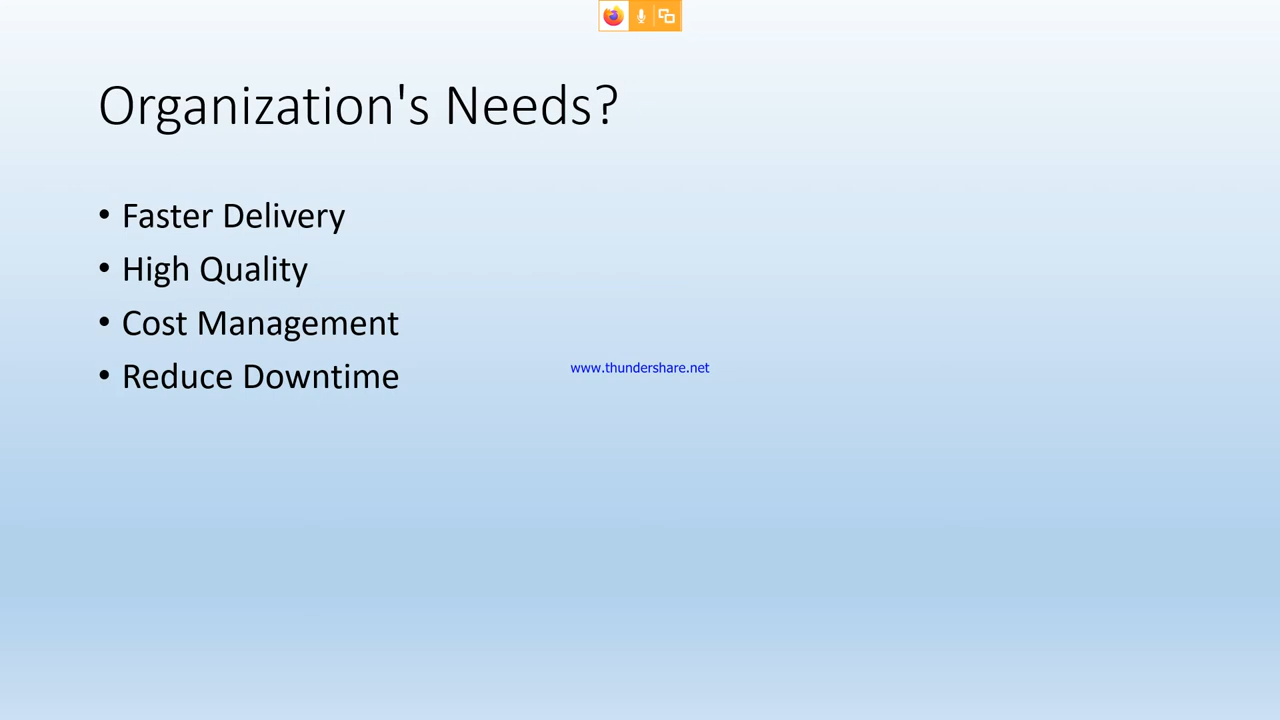 Organization's Needs?
• Faster Delivery
• High Quality
• Cost Management
• Reduce Downtime
www.thundershare.net